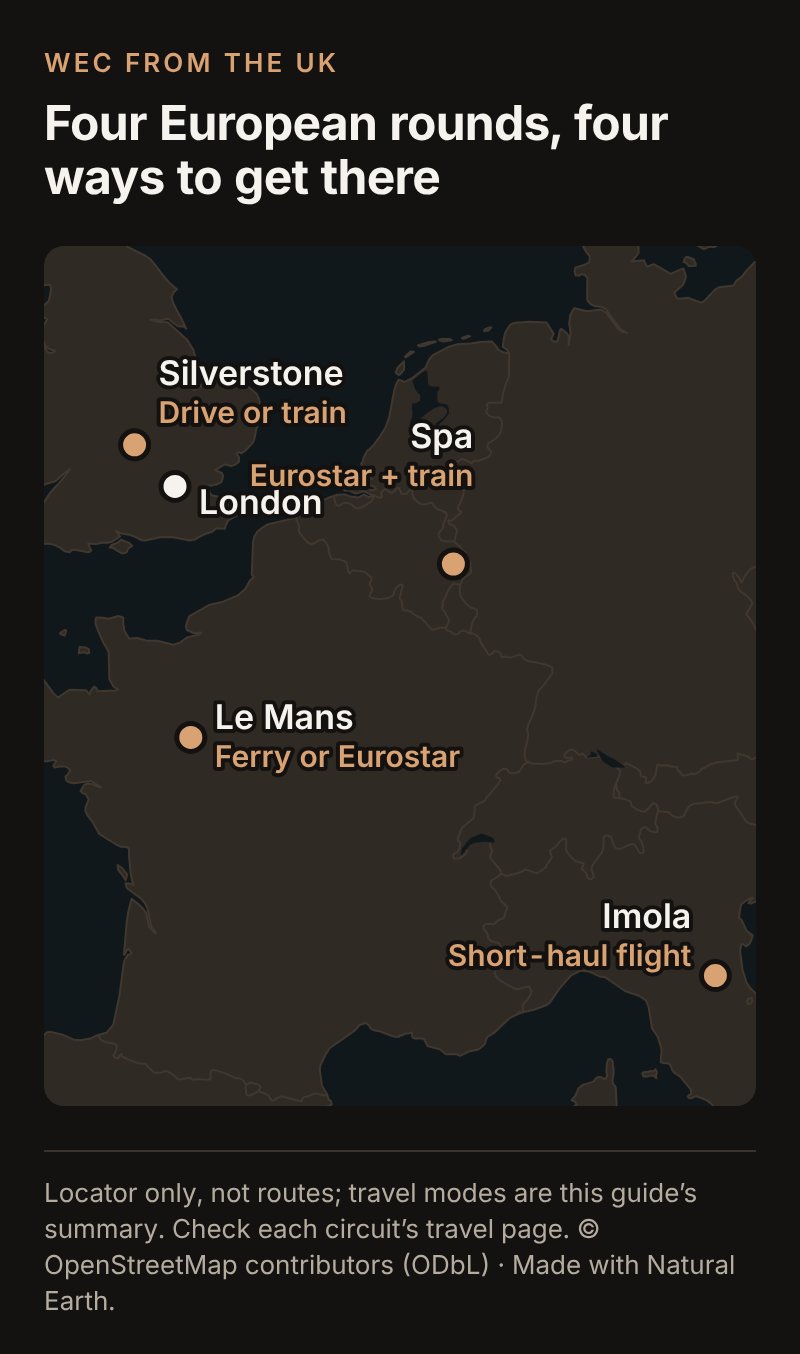 WEC FROM THE UK
Four European rounds, four
ways to get there
Silverstone
Drive or train
Spa
Eurostar + train
London
Le Mans
Ferry or Eurostar
Imola
Short-haul flight
Locator only, not routes; travel modes are this guide’s
summary. Check each circuit’s travel page. ©
OpenStreetMap contributors (ODbL) · Made with Natural
Earth.